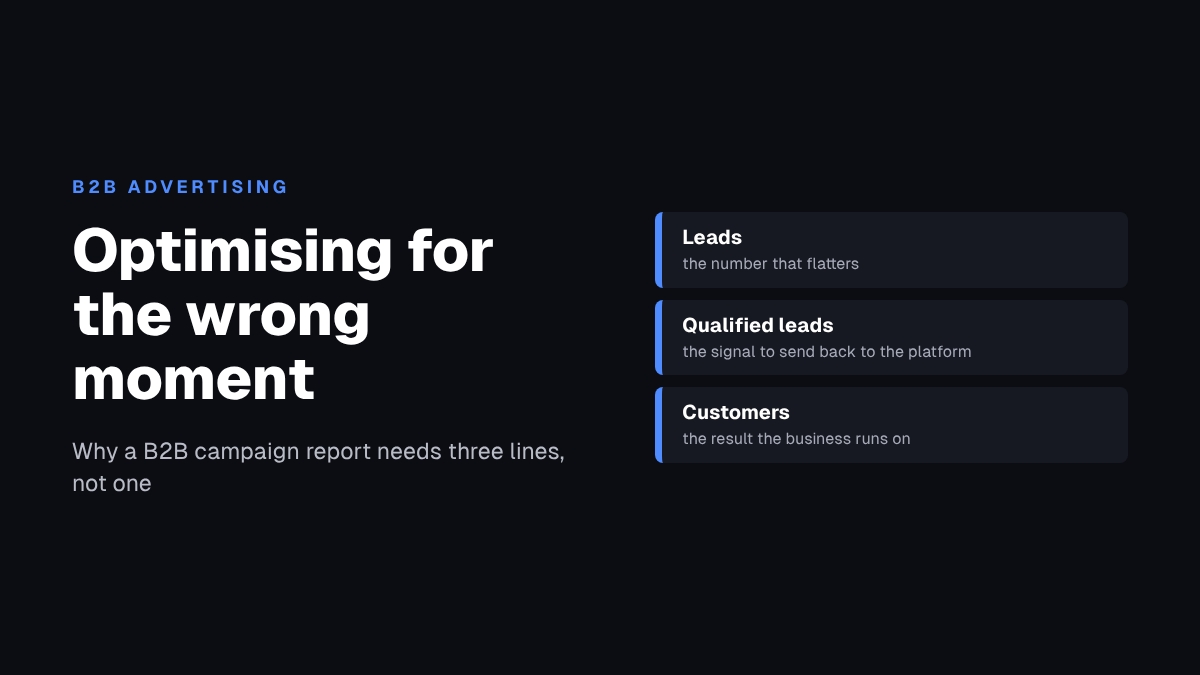 B2B ADVERTISING
Optimising for
the wrong
moment
Why a B2B campaign report needs three lines,
not one
Leads
the number that flatters
Qualified leads
the signal to send back to the platform
Customers
the result the business runs on